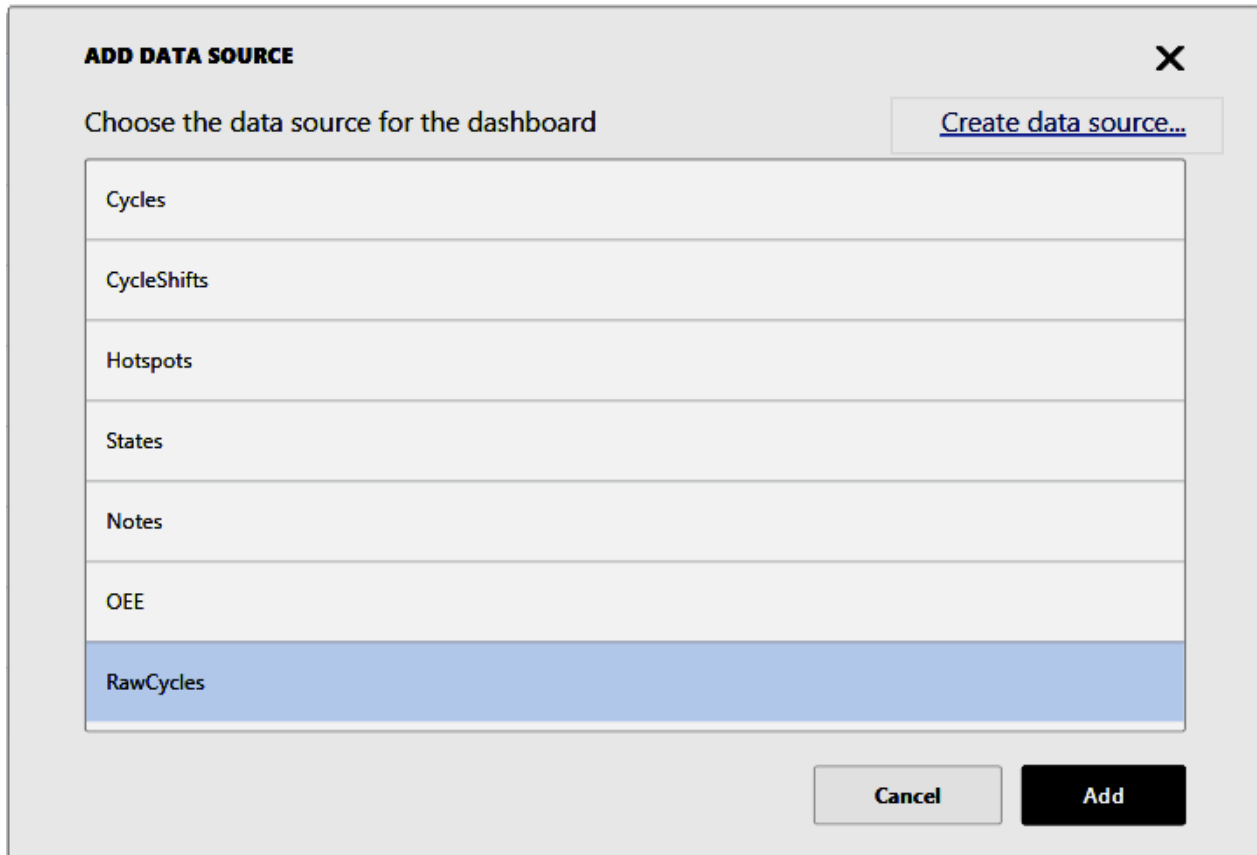 ADD DATA SOURCE
Choose the data source for the dashboard
Create data source...
Cycles
CycleShifts
Hotspots
States
Notes
OEE
RawCycles
Cancel
Add